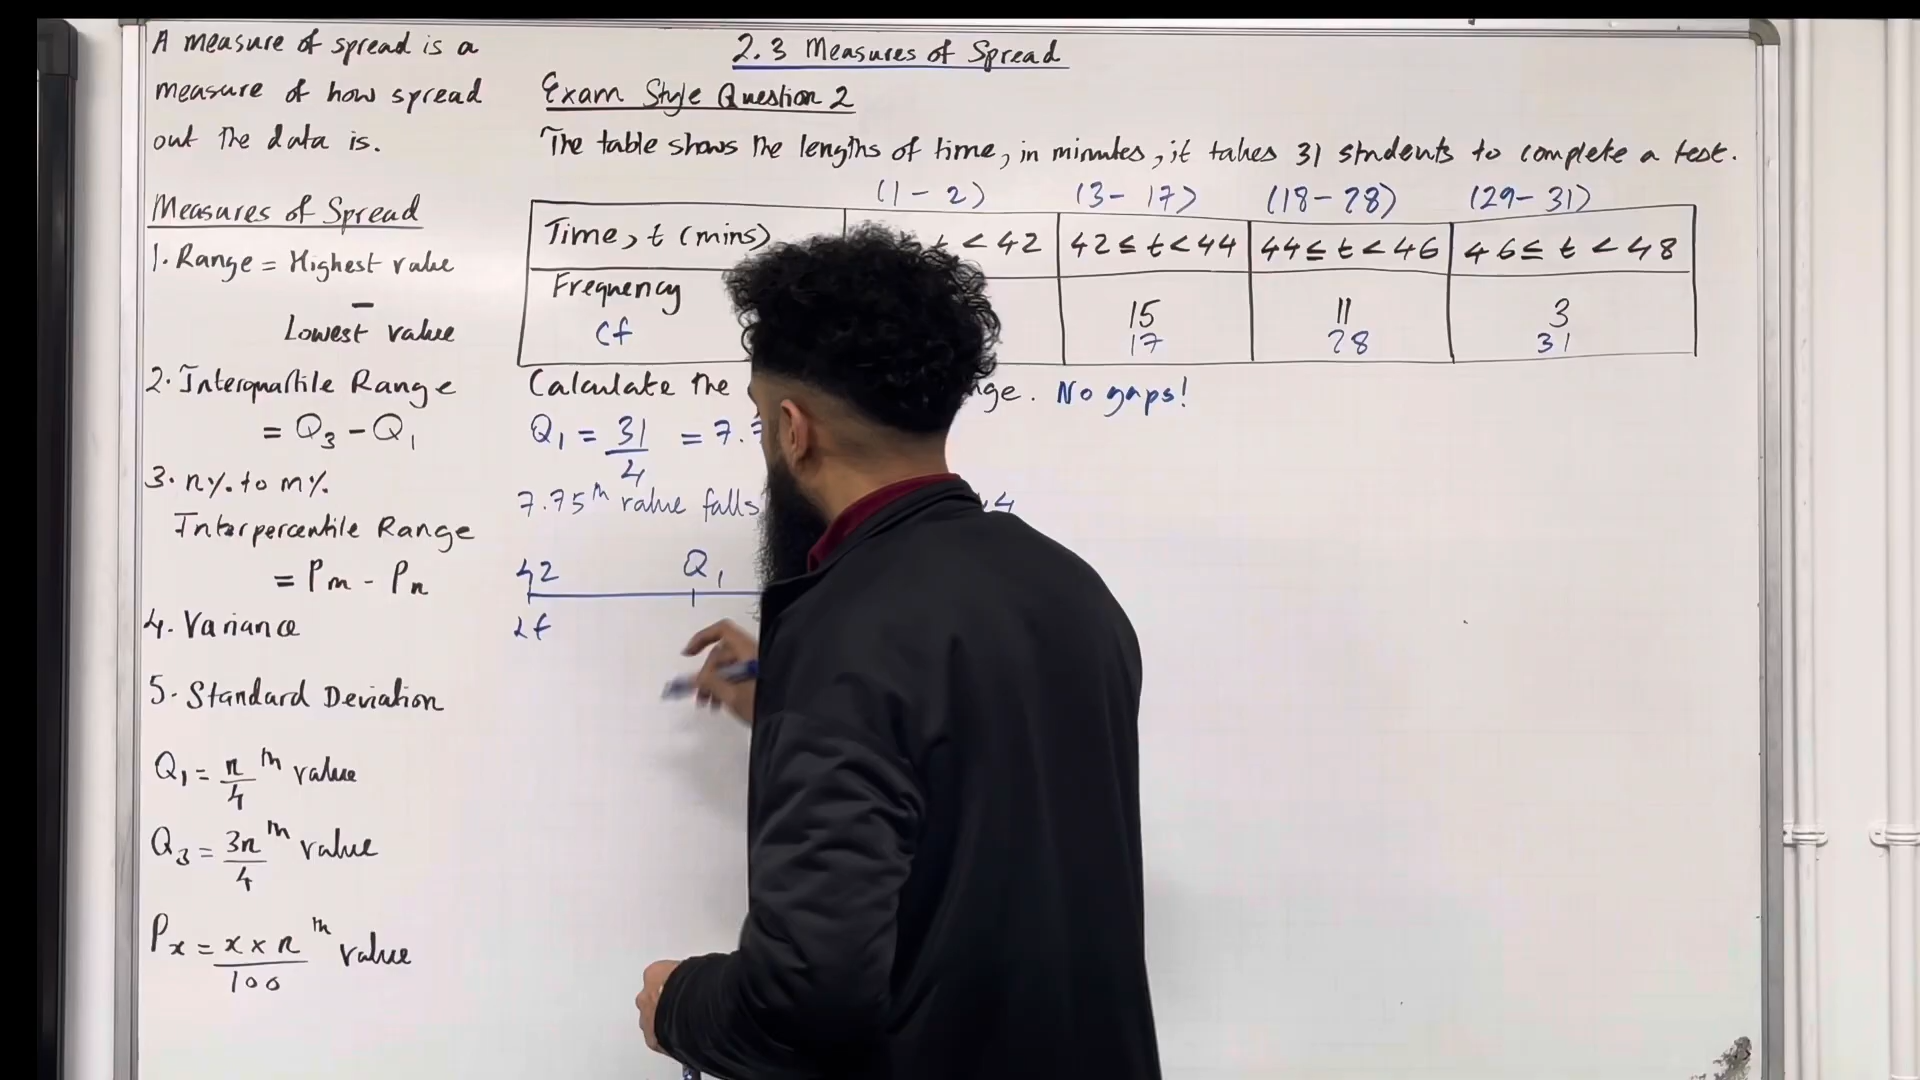 A measure of spread is a
measure of how spread
out the data is.
Measures of Spread
1. Range = Highest value
–
Lowest value
2. Interquartile Range
= Q3 – Q1
3. n% to m%
Interpercentile Range
= Pm - Pn
4. Variance
5. Standard Deviation
Q1 = n/4 th value
Q3 = 3n/4 th value
Px = x × n/100 th value
2.3 Measures of Spread
Exam Style Question 2
The table shows the lengths of time, in minutes, it takes 31 students to complete a test.
(1 - 2) (3 - 17) (18 - 28) (29 - 31)
Time, t (mins) t < 42 42 ≤ t < 44 44 ≤ t < 46 46 ≤ t < 48
Frequency 15 11 3
Cf 17 28 31
Calculate the nge. No gaps!
Q1 = 31/4 = 7.7
7.75th value falls 4
42 Q1
2f